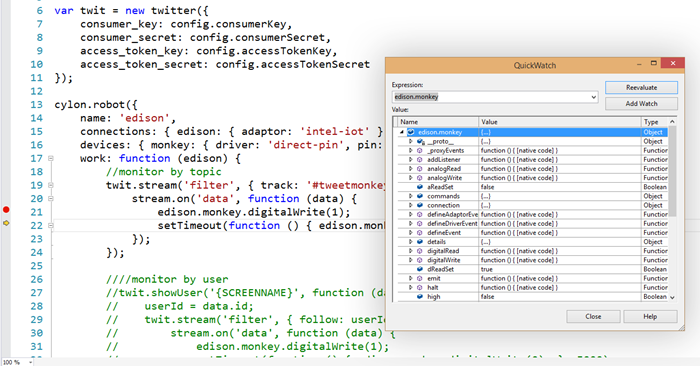 6 var twit = new twitter({
7 consumer_key: config.consumerKey,
8 consumer_secret: config.consumerSecret,
9 access_token_key: config.accessTokenKey,
10 access_token_secret: config.accessTokenSecret
11 });
12
13 cylon.robot({
14 name: 'edison',
15 connections: { edison: { adaptor: 'intel-iot' }
16 devices: { monkey: { driver: 'direct-pin', pin:
17 work: function (edison) {
18 //monitor by topic
19 twit.stream('filter', { track: '#tweetmonkey
20 stream.on('data', function (data) {
21 edison.monkey.digitalWrite(1);
22 setTimeout(function () { edison.monk
23 });
24 });
25
26 ////monitor by user
27 //twit.showUser('{SCREENNAME}', function (da
28 // userId = data.id;
29 // twit.stream('filter', { follow: userId
30 // stream.on('data', function (data) {
31 // edison.monkey.digitalWrite(1);
100 %
QuickWatch
Expression:
edison.monkey
Reevaluate
Add Watch
Value:
Name Value Type
edison.monkey {...} Object
__proto__ {...} Object
_proxyEvents function () { [native code] } Function
addListener function () { [native code] } Function
analogRead function () { [native code] } Function
analogWrite function () { [native code] } Function
aReadSet false Boolean
commands {...} Object
connection {...} Object
defineAdaptorEve function () { [native code] } Function
defineDriverEvent function () { [native code] } Function
defineEvent function () { [native code] } Function
details {...} Object
digitalRead function () { [native code] } Function
digitalWrite function () { [native code] } Function
dReadSet true Boolean
emit function () { [native code] } Function
halt function () { [native code] } Function
high false Boolean
Close
Help